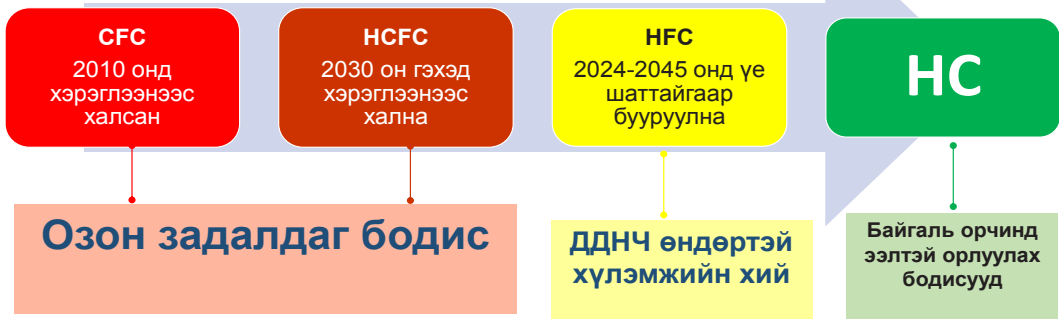 CFC
2010 онд
хэрэглээнээс
халсан
HCFC
2030 он гэхэд
хэрэглээнээс
хална
HFC
2024-2045 онд үе
шаттайгаар
бууруулна
HC
Озон задалдаг бодис
ДДНЧ өндөртэй
хүлэмжийн хий
Байгаль орчинд
ээлтэй орлуулах
бодисууд